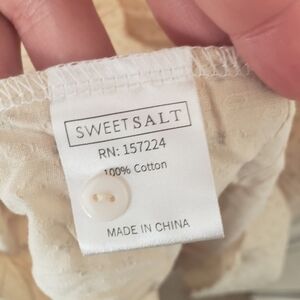 SWEETSALT
RN: 157224
100% Cotton
MADE IN CHINA